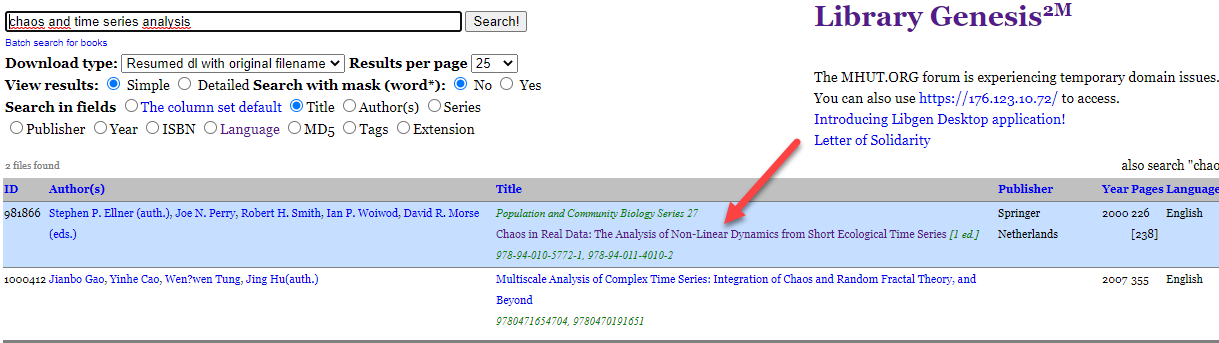 chaos and time series analysis Search!
Library Genesis2M
Batch search for books
Download type: Resumed dl with original filename Results per page 25
View results: Simple Detailed Search with mask (word*): No Yes
The MHUT.ORG forum is experiencing temporary domain issues.
Search in fields The column set default Title Author(s) Series
You can also use https://176.123.10.72/ to access.
Publisher Year ISBN Language MD5 Tags Extension
Introducing Libgen Desktop application!
Letter of Solidarity
2 files found
also search "chao
ID Author(s) Title Publisher Year Pages Language
981866 Stephen P. Ellner (auth.), Joe N. Perry, Robert H. Smith, Ian P. Woiwod, David R. Morse Population and Community Biology Series 27 Springer 2000 226 English
(eds.) Chaos in Real Data: The Analysis of Non-Linear Dynamics from Short Ecological Time Series [1 ed.] Netherlands [238]
978-94-010-5772-1, 978-94-011-4010-2
1000412 Jianbo Gao, Yinhe Cao, Wen?wen Tung, Jing Hu(auth.) Multiscale Analysis of Complex Time Series: Integration of Chaos and Random Fractal Theory, and 2007 355 English
Beyond
9780471654704, 9780470191651